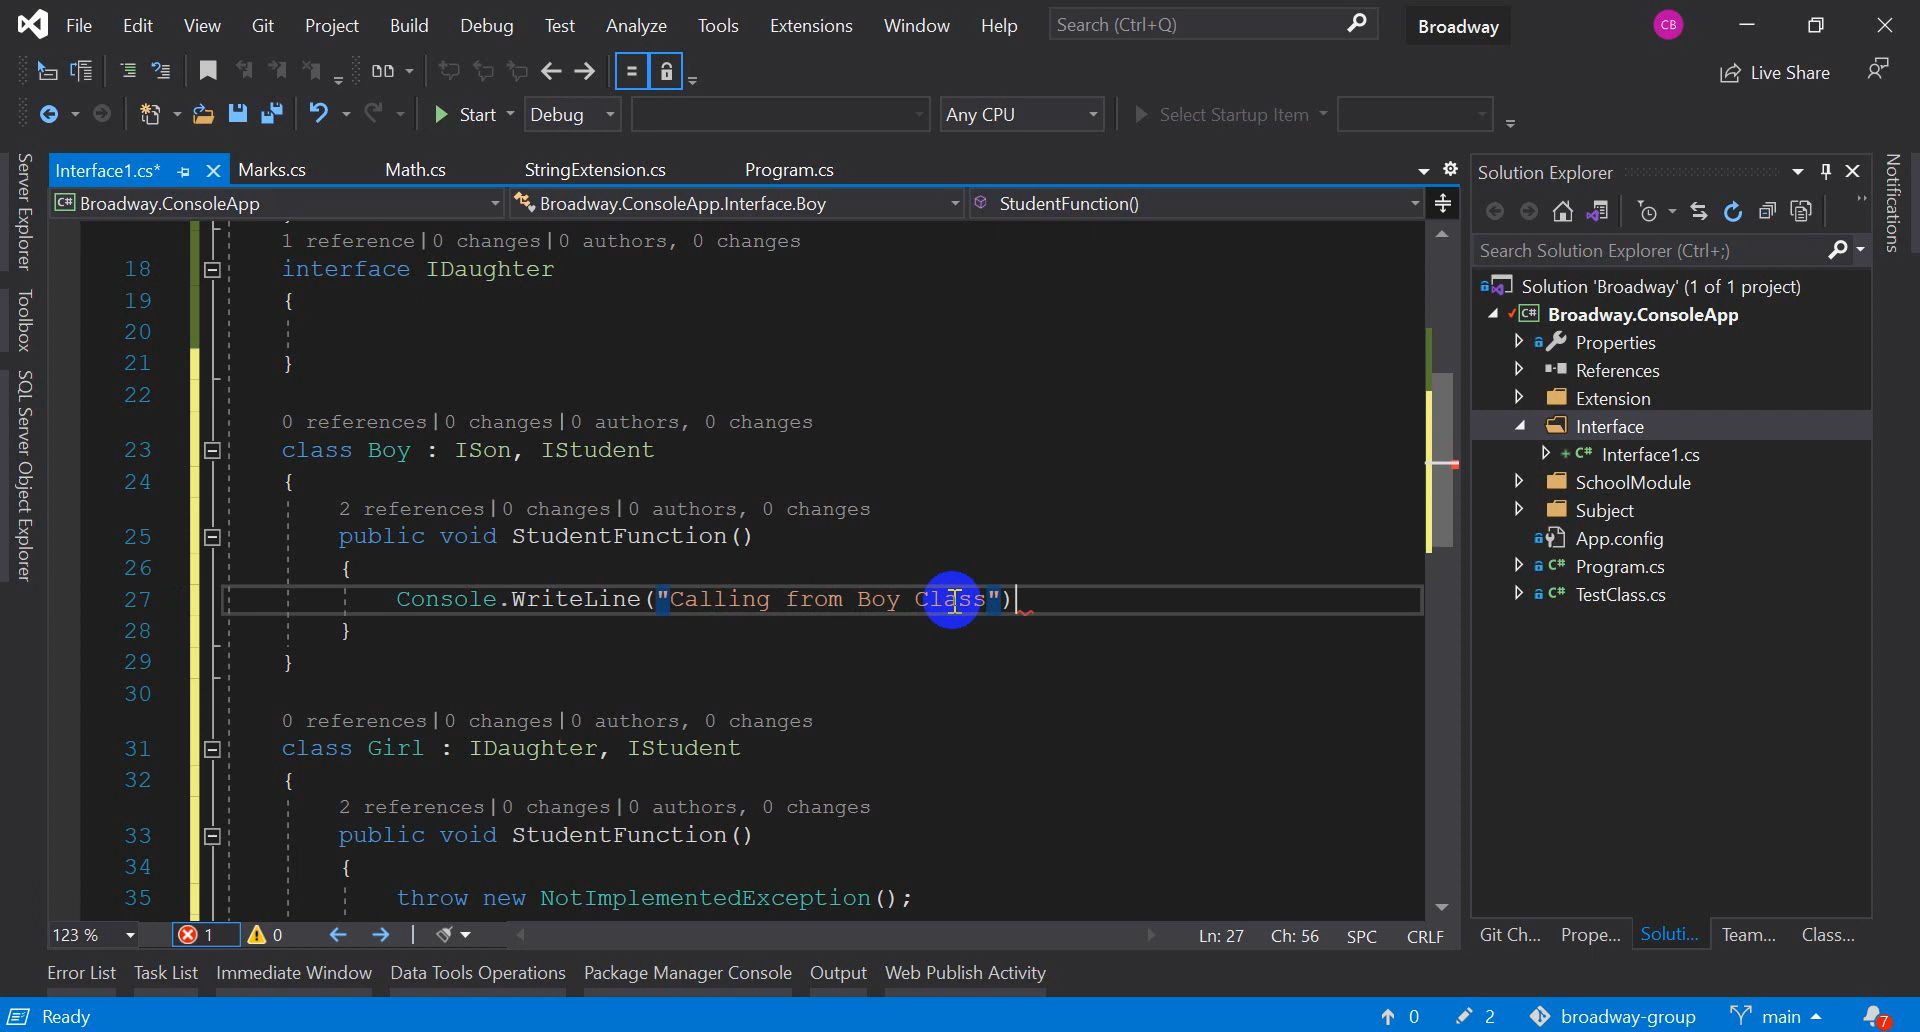 File Edit View Git Project Build Debug Test Analyze Tools Extensions Window Help Search (Ctrl+Q) Broadway CB
Live Share
Start Debug Any CPU Select Startup Item
Interface1.cs* Marks.cs Math.cs StringExtension.cs Program.cs
Broadway.ConsoleApp Broadway.ConsoleApp.Interface.Boy StudentFunction()
1 reference|0 changes|0 authors, 0 changes
18 interface IDaughter
19 {
20
21 }
22
0 references|0 changes|0 authors, 0 changes
23 class Boy : ISon, IStudent
24 {
2 references|0 changes|0 authors, 0 changes
25 public void StudentFunction()
26 {
27 Console.WriteLine("Calling from Boy Class")
28 }
29 }
30
0 references|0 changes|0 authors, 0 changes
31 class Girl : IDaughter, IStudent
32 {
2 references|0 changes|0 authors, 0 changes
33 public void StudentFunction()
34 {
35 throw new NotImplementedException();
123 % 1 0 Ln: 27 Ch: 56 SPC CRLF
Server Explorer
Toolbox
SQL Server Object Explorer
Solution Explorer
Search Solution Explorer (Ctrl+;)
Solution 'Broadway' (1 of 1 project)
C# Broadway.ConsoleApp
Properties
References
Extension
Interface
C# Interface1.cs
SchoolModule
Subject
App.config
C# Program.cs
C# TestClass.cs
Git Ch... Prope... Soluti... Team... Class...
Notifications
Error List Task List Immediate Window Data Tools Operations Package Manager Console Output Web Publish Activity
Ready 0 2 broadway-group main 7